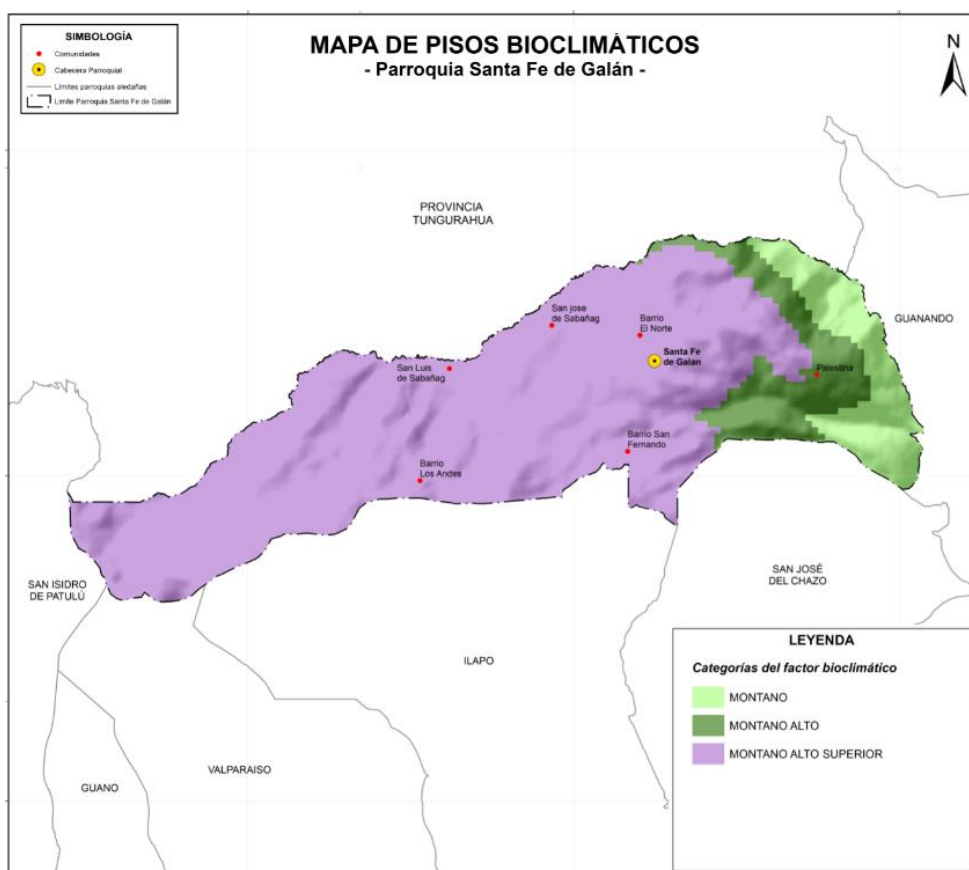 SIMBOLOGÍA
Comunidades
Cabecera Parroquial
Límites parroquias aledañas
Límite Parroquia Santa Fe de Galán
MAPA DE PISOS BIOCLIMÁTICOS
- Parroquia Santa Fe de Galán -
N
PROVINCIA
TUNGURAHUA
GUANANDO
San jose
de Sabañag
Barrio
El Norte
Santa Fe
de Galan
San Luis
de Sabañag
Palestina
Barrio San
Fernando
Barrio
Los Andes
SAN ISIDRO
DE PATULÚ
SAN JOSÉ
DEL CHAZO
ILAPO
VALPARAISO
GUANO
LEYENDA
Categorías del factor bioclimático
MONTANO
MONTANO ALTO
MONTANO ALTO SUPERIOR